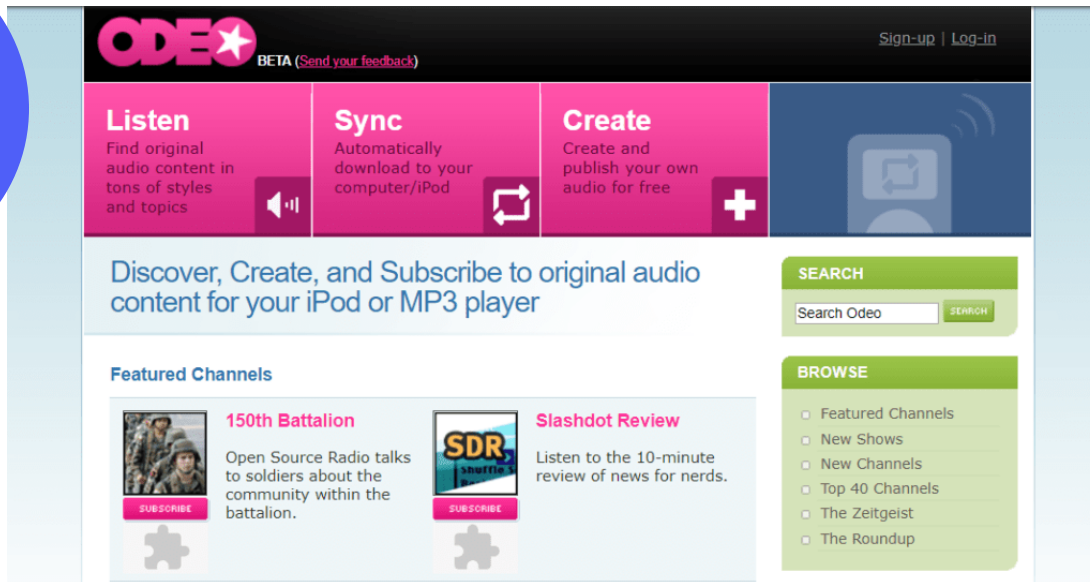 ODEO
BETA (Send your feedback)
Sign-up | Log-in
Listen
Find original
audio content in
tons of styles
and topics
Sync
Automatically
download to your
computer/iPod
Create
Create and
publish your own
audio for free
Discover, Create, and Subscribe to original audio
content for your iPod or MP3 player
SEARCH
Search Odeo
SEARCH
Featured Channels
150th Battalion
Open Source Radio talks
to soldiers about the
community within the
battalion.
SUBSCRIBE
SDR
Shuffle
Slashdot Review
Listen to the 10-minute
review of news for nerds.
SUBSCRIBE
BROWSE
Featured Channels
New Shows
New Channels
Top 40 Channels
The Zeitgeist
The Roundup